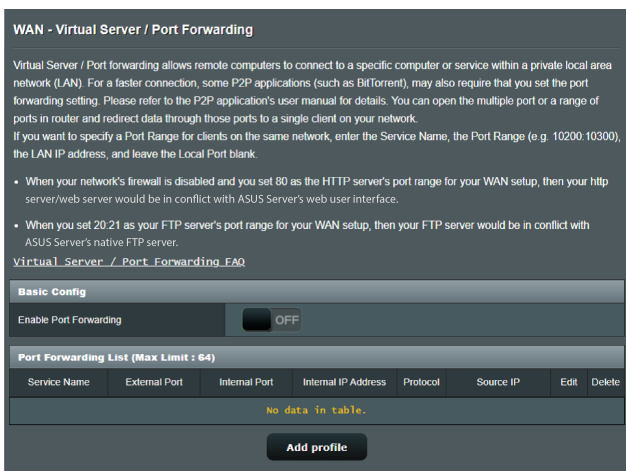 WAN - Virtual Server / Port Forwarding
Virtual Server / Port forwarding allows remote computers to connect to a specific computer or service within a private local area
network (LAN). For a faster connection, some P2P applications (such as BitTorrent), may also require that you set the port
forwarding setting. Please refer to the P2P application's user manual for details. You can open the multiple port or a range of
ports in router and redirect data through those ports to a single client on your network.
If you want to specify a Port Range for clients on the same network, enter the Service Name, the Port Range (e.g. 10200:10300),
the LAN IP address, and leave the Local Port blank.
• When your network's firewall is disabled and you set 80 as the HTTP server's port range for your WAN setup, then your http
server/web server would be in conflict with ASUS Server's web user interface.
• When you set 20:21 as your FTP server's port range for your WAN setup, then your FTP server would be in conflict with
ASUS Server's native FTP server.
Virtual Server / Port Forwarding FAQ
Basic Config
Enable Port Forwarding OFF
Port Forwarding List (Max Limit : 64)
Service Name External Port Internal Port Internal IP Address Protocol Source IP Edit Delete
No data in table.
Add profile